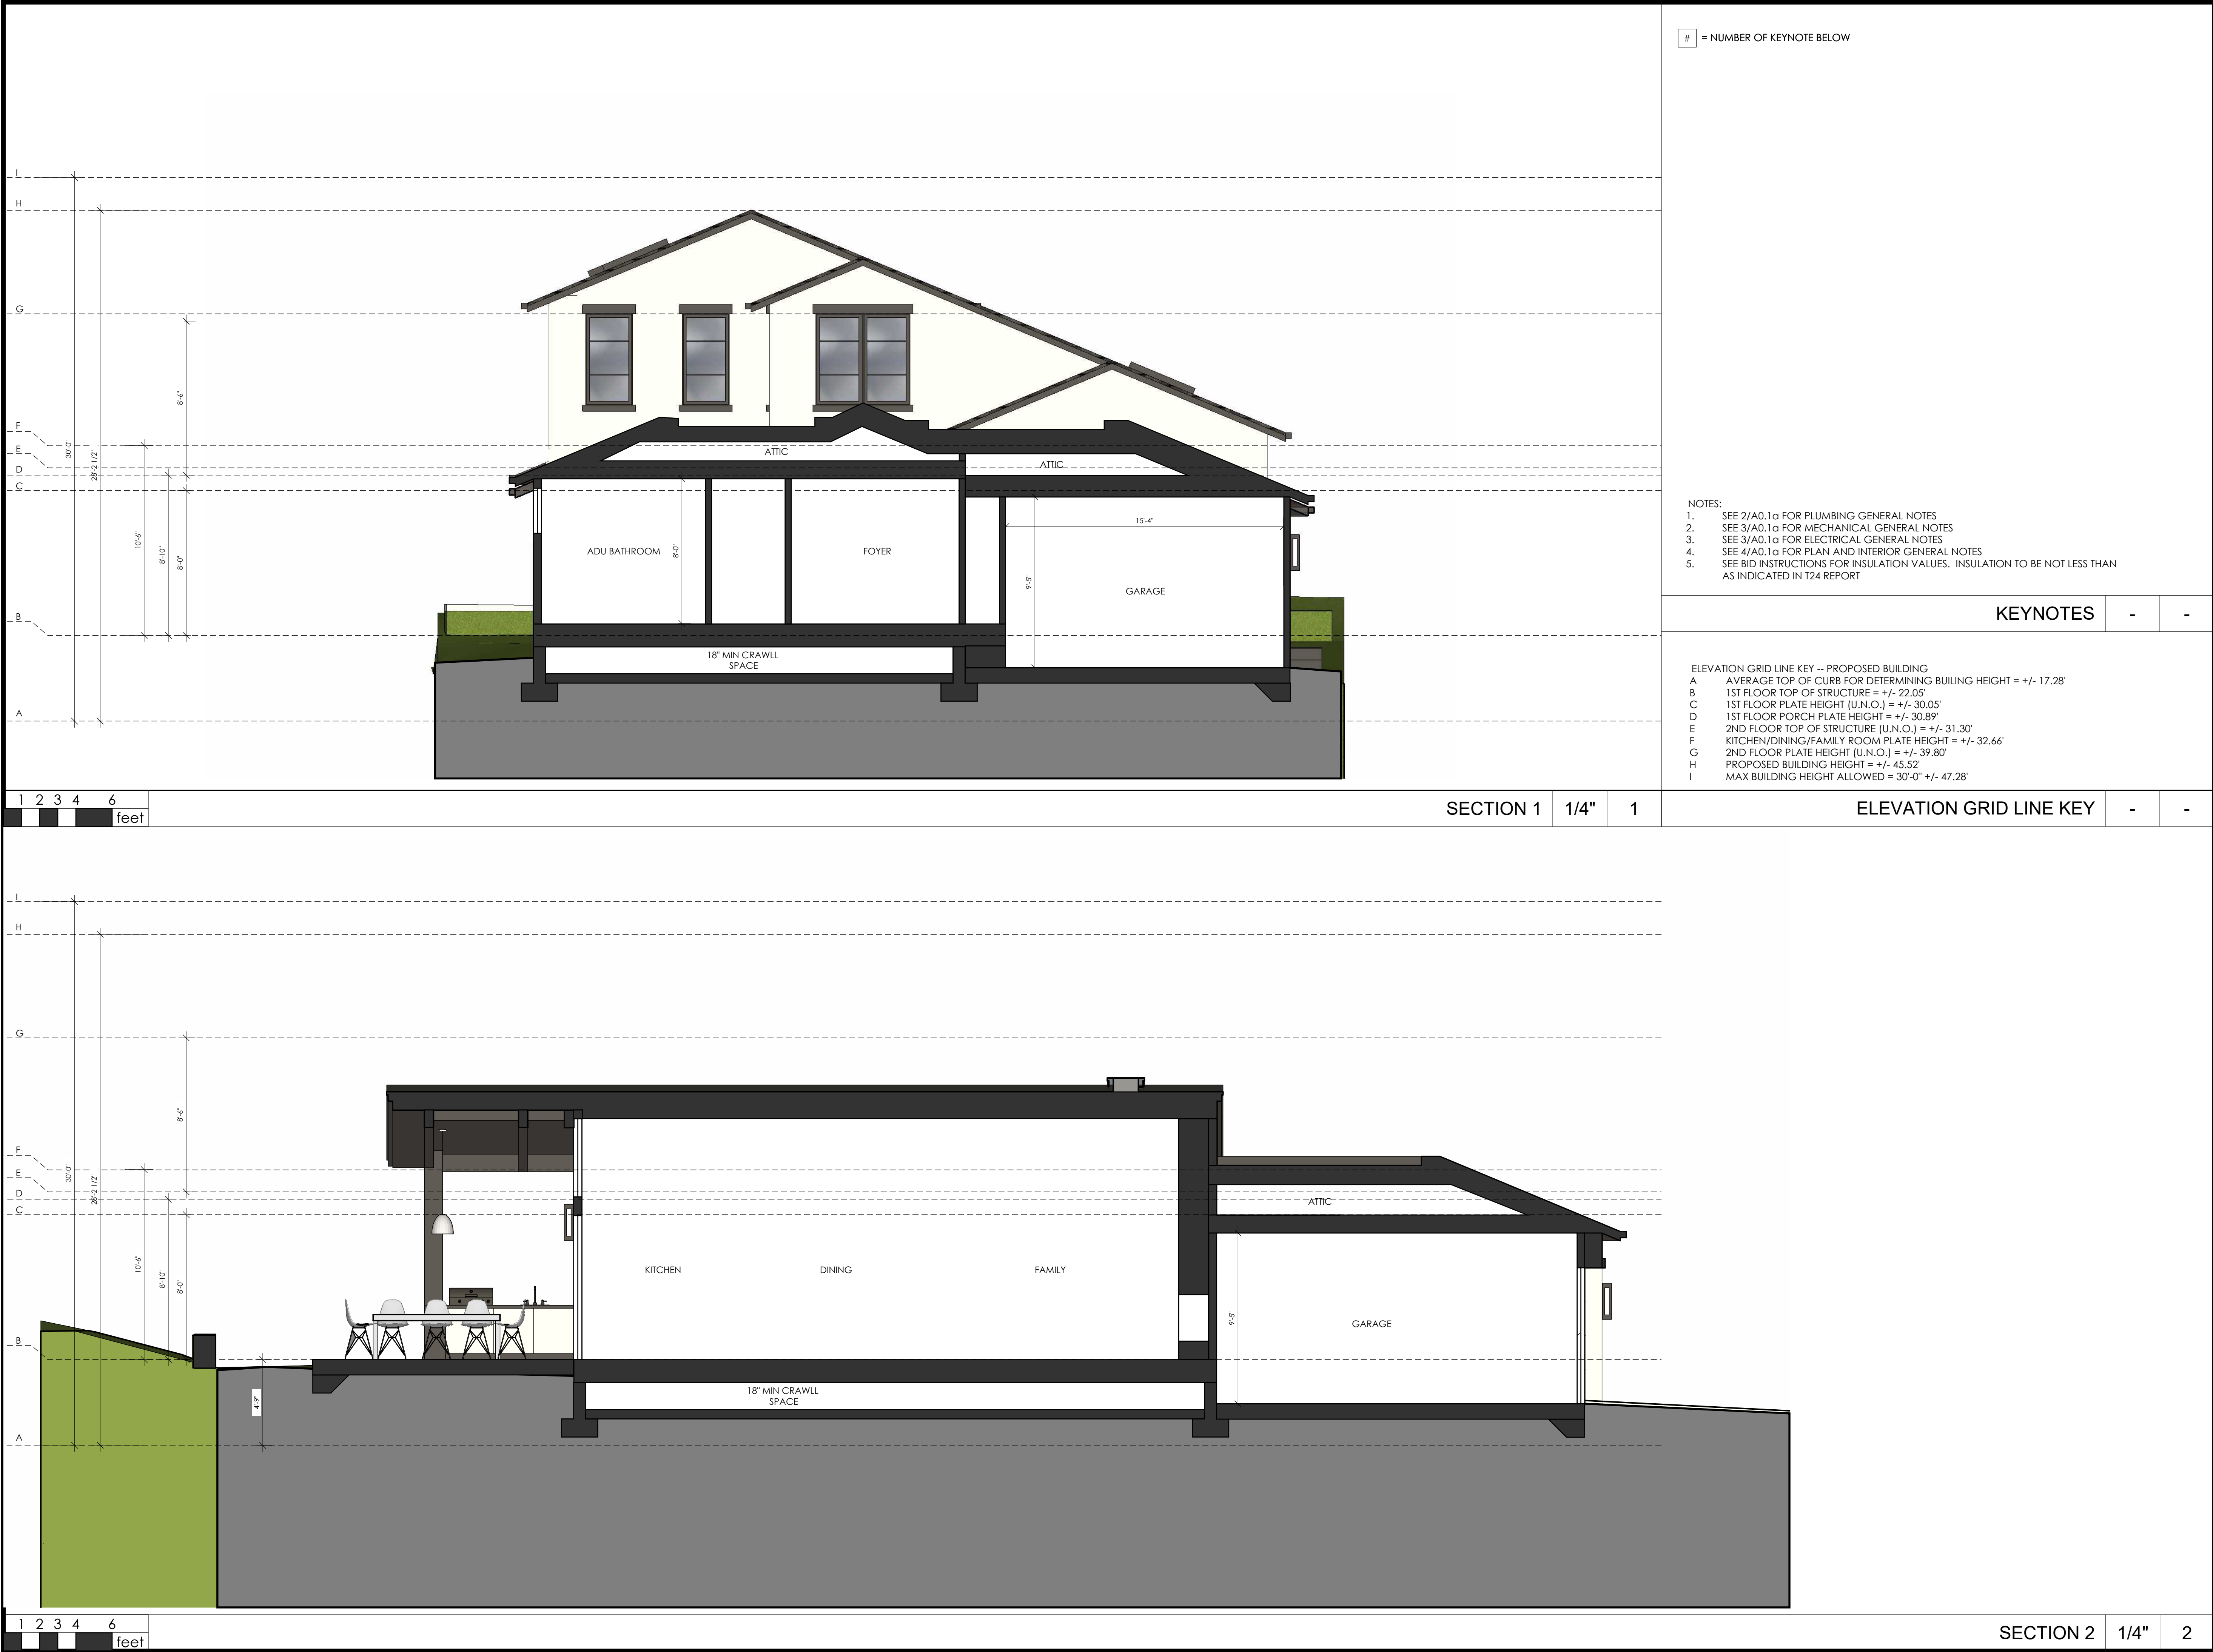 # = NUMBER OF KEYNOTE BELOW
I
H
G
F
E
D
C
B
A
30'-0"
28'-2 1/2"
10'-6"
8'-10"
8'-6"
8'-0"
ATTIC
ATTIC
ADU BATHROOM
8'-0"
FOYER
15'-4"
9'-5"
GARAGE
18" MIN CRAWLL
SPACE
NOTES:
1. SEE 2/A0.1a FOR PLUMBING GENERAL NOTES
2. SEE 3/A0.1a FOR MECHANICAL GENERAL NOTES
3. SEE 3/A0.1a FOR ELECTRICAL GENERAL NOTES
4. SEE 4/A0.1a FOR PLAN AND INTERIOR GENERAL NOTES
5. SEE BID INSTRUCTIONS FOR INSULATION VALUES. INSULATION TO BE NOT LESS THAN
AS INDICATED IN T24 REPORT
KEYNOTES - -
ELEVATION GRID LINE KEY -- PROPOSED BUILDING
A AVERAGE TOP OF CURB FOR DETERMINING BUILING HEIGHT = +/- 17.28'
B 1ST FLOOR TOP OF STRUCTURE = +/- 22.05'
C 1ST FLOOR PLATE HEIGHT (U.N.O.) = +/- 30.05'
D 1ST FLOOR PORCH PLATE HEIGHT = +/- 30.89'
E 2ND FLOOR TOP OF STRUCTURE (U.N.O.) = +/- 31.30'
F KITCHEN/DINING/FAMILY ROOM PLATE HEIGHT = +/- 32.66'
G 2ND FLOOR PLATE HEIGHT (U.N.O.) = +/- 39.80'
H PROPOSED BUILDING HEIGHT = +/- 45.52'
I MAX BUILDING HEIGHT ALLOWED = 30'-0" +/- 47.28'
1 2 3 4 6
feet
SECTION 1 1/4" 1
ELEVATION GRID LINE KEY - -
I
H
G
F
E
D
C
B
A
30'-0"
28'-2 1/2"
10'-6"
8'-10"
8'-6"
8'-0"
4'-9"
KITCHEN
DINING
FAMILY
ATTIC
9'-5"
GARAGE
18" MIN CRAWLL
SPACE
1 2 3 4 6
feet
SECTION 2 1/4" 2